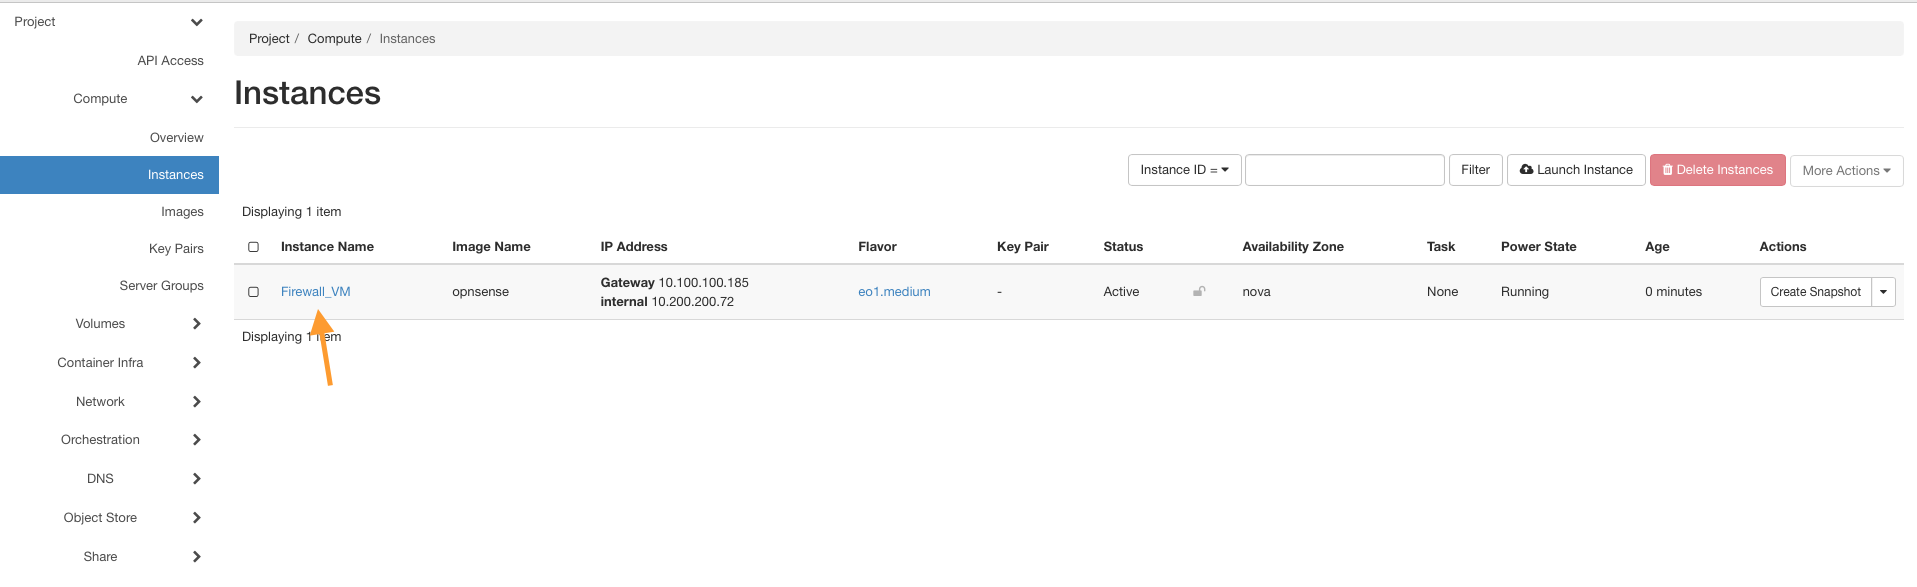 Project
API Access
Compute
Overview
Instances
Images
Key Pairs
Server Groups
Volumes
Container Infra
Network
Orchestration
DNS
Object Store
Share
Project / Compute / Instances
Instances
Instance ID = Filter Launch Instance Delete Instances More Actions
Displaying 1 item
Instance Name Image Name IP Address Flavor Key Pair Status Availability Zone Task Power State Age Actions
Firewall_VM opnsense Gateway 10.100.100.185 eo1.medium - Active nova None Running 0 minutes Create Snapshot
internal 10.200.200.72
Displaying 1 item